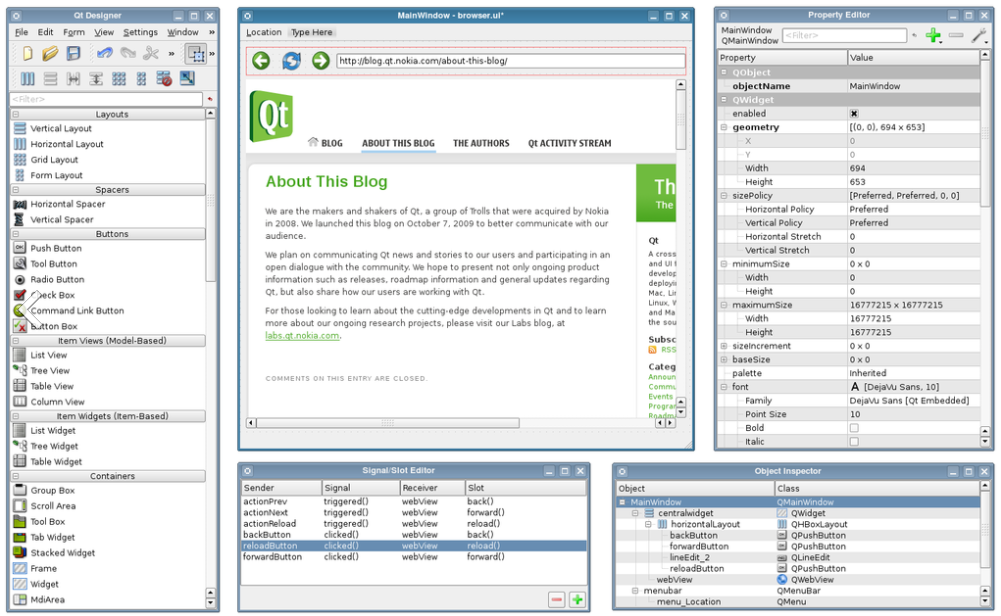 Qt Designer
File Edit Form View Settings Window »
»
<Filter>
Layouts
Vertical Layout
Horizontal Layout
Grid Layout
Form Layout
Spacers
Horizontal Spacer
Vertical Spacer
Buttons
Push Button
Tool Button
Radio Button
Check Box
Command Link Button
Button Box
Item Views (Model-Based)
List View
Tree View
Table View
Column View
Item Widgets (Item-Based)
List Widget
Tree Widget
Table Widget
Containers
Group Box
Scroll Area
Tool Box
Tab Widget
Stacked Widget
Frame
Widget
MdiArea
MainWindow - browser.ui*
Location Type Here
http://blog.qt.nokia.com/about-this-blog/
Qt
BLOG ABOUT THIS BLOG THE AUTHORS Qt ACTIVITY STREAM
About This Blog
We are the makers and shakers of Qt, a group of Trolls that were acquired by Nokia
in 2008. We launched this blog on October 7, 2009 to better communicate with our
audience.
We plan on communicating Qt news and stories to our users and participating in an
open dialogue with the community. We hope to present not only ongoing product
information such as releases, roadmap information and general updates regarding
Qt, but also share how our users are working with Qt.
For those looking to learn about the cutting-edge developments in Qt and to learn
more about our ongoing research projects, please visit our Labs blog, at
labs.qt.nokia.com.
COMMENTS ON THIS ENTRY ARE CLOSED.
Th
The
Qt
A cross
and UI f
develop
deployi
Mac, Lin
Linux, W
and Ma
the sou
Subsc
RSS
Categ
Announ
Commu
Events
Program
Roadm
Property Editor
MainWindow
QMainWindow
<Filter>
Property Value
QObject
objectName MainWindow
QWidget
enabled
geometry [(0, 0), 694 x 653]
X 0
Y 0
Width 694
Height 653
sizePolicy [Preferred, Preferred, 0, 0]
Horizontal Policy Preferred
Vertical Policy Preferred
Horizontal Stretch 0
Vertical Stretch 0
minimumSize 0 x 0
Width 0
Height 0
maximumSize 16777215 x 16777215
Width 16777215
Height 16777215
sizeIncrement 0 x 0
baseSize 0 x 0
palette Inherited
font A [DejaVu Sans, 10]
Family DejaVu Sans [Qt Embedded]
Point Size 10
Bold
Italic
Signal/Slot Editor
Sender Signal Receiver Slot
actionPrev triggered() webView back()
actionNext triggered() webView forward()
actionReload triggered() webView reload()
backButton clicked() webView back()
reloadButton clicked() webView reload()
forwardButton clicked() webView forward()
Object Inspector
Object Class
MainWindow QMainWindow
centralwidget QWidget
horizontalLayout QHBoxLayout
backButton QPushButton
forwardButton QPushButton
lineEdit_2 QLineEdit
reloadButton QPushButton
webView QWebView
menubar QMenuBar
menu_Location QMenu